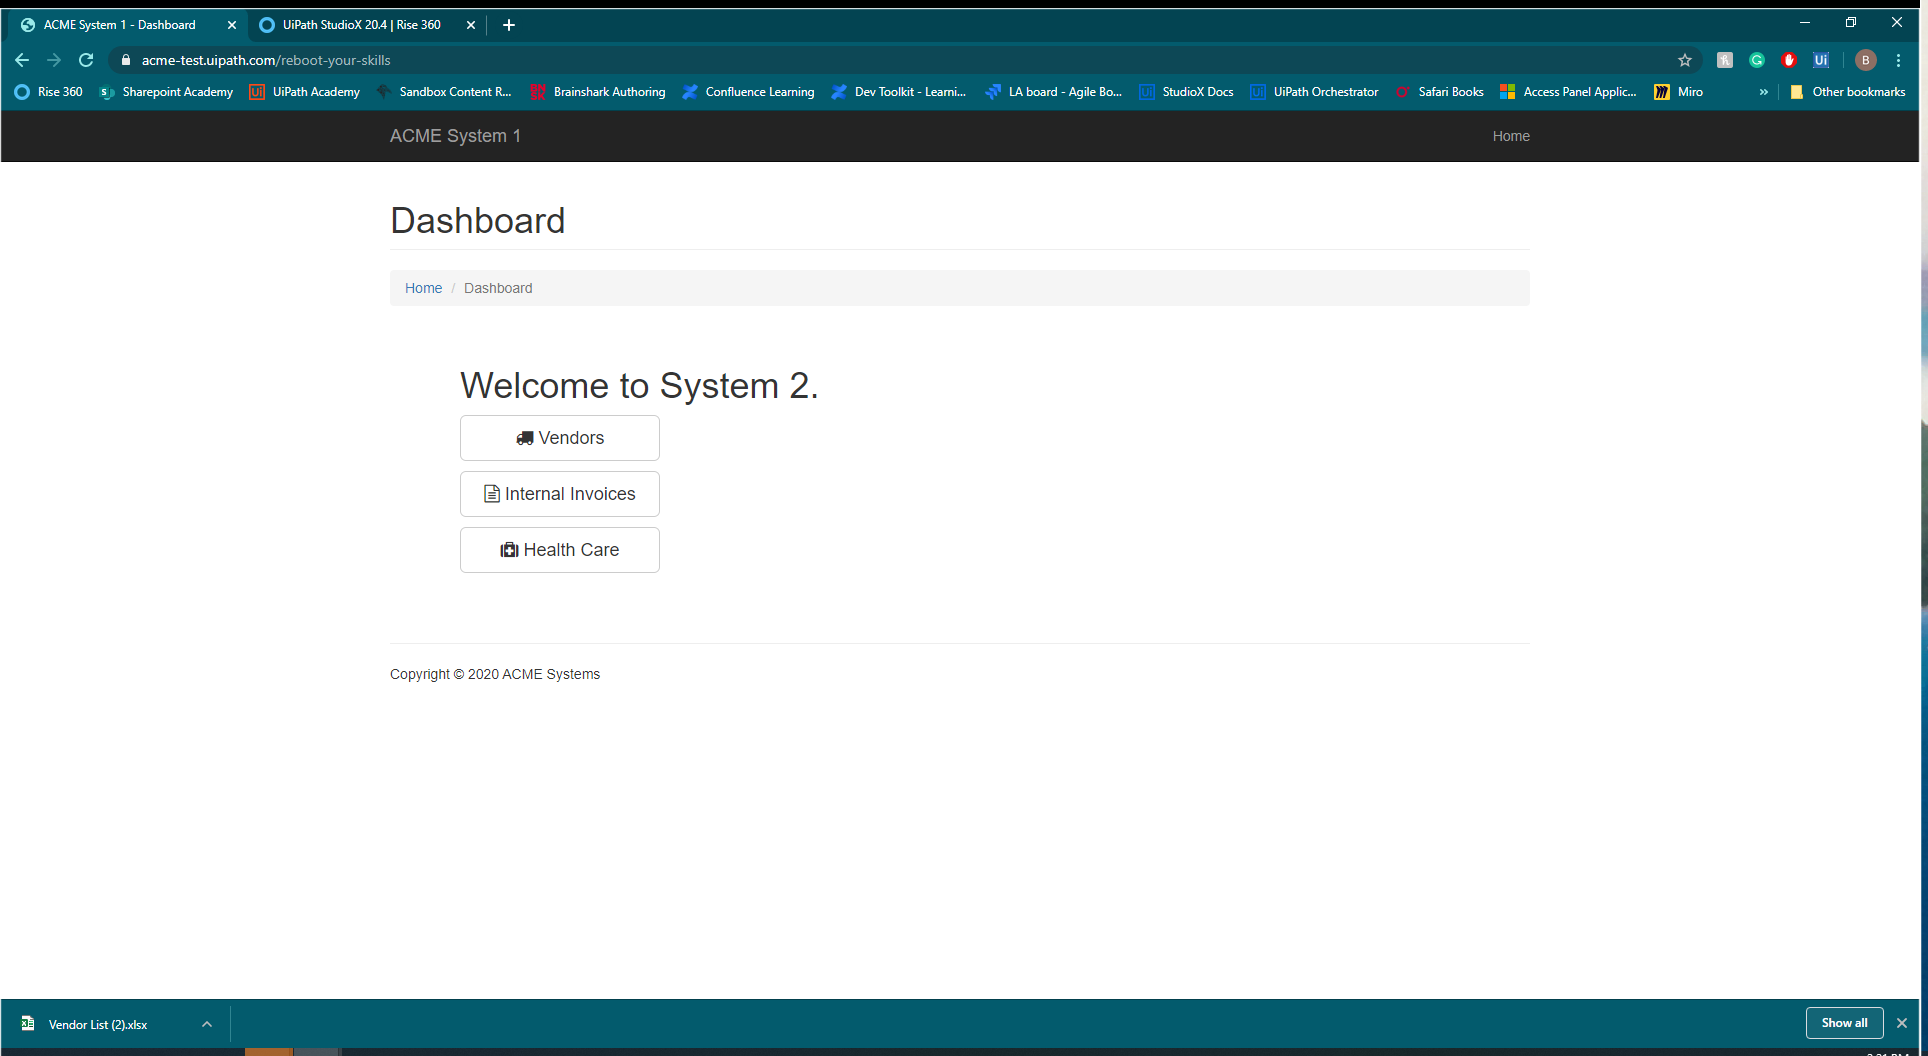 ACME System 1 - Dashboard
UiPath StudioX 20.4 | Rise 360
acme-test.uipath.com/reboot-your-skills
Ui
B
Rise 360
Sharepoint Academy
UiPath Academy
Sandbox Content R...
Brainshark Authoring
Confluence Learning
Dev Toolkit - Learni...
LA board - Agile Bo...
StudioX Docs
UiPath Orchestrator
Safari Books
Access Panel Applic...
Miro
Other bookmarks
ACME System 1
Home
Dashboard
Home / Dashboard
Welcome to System 2.
Vendors
Internal Invoices
Health Care
Copyright © 2020 ACME Systems
Vendor List (2).xlsx
Show all